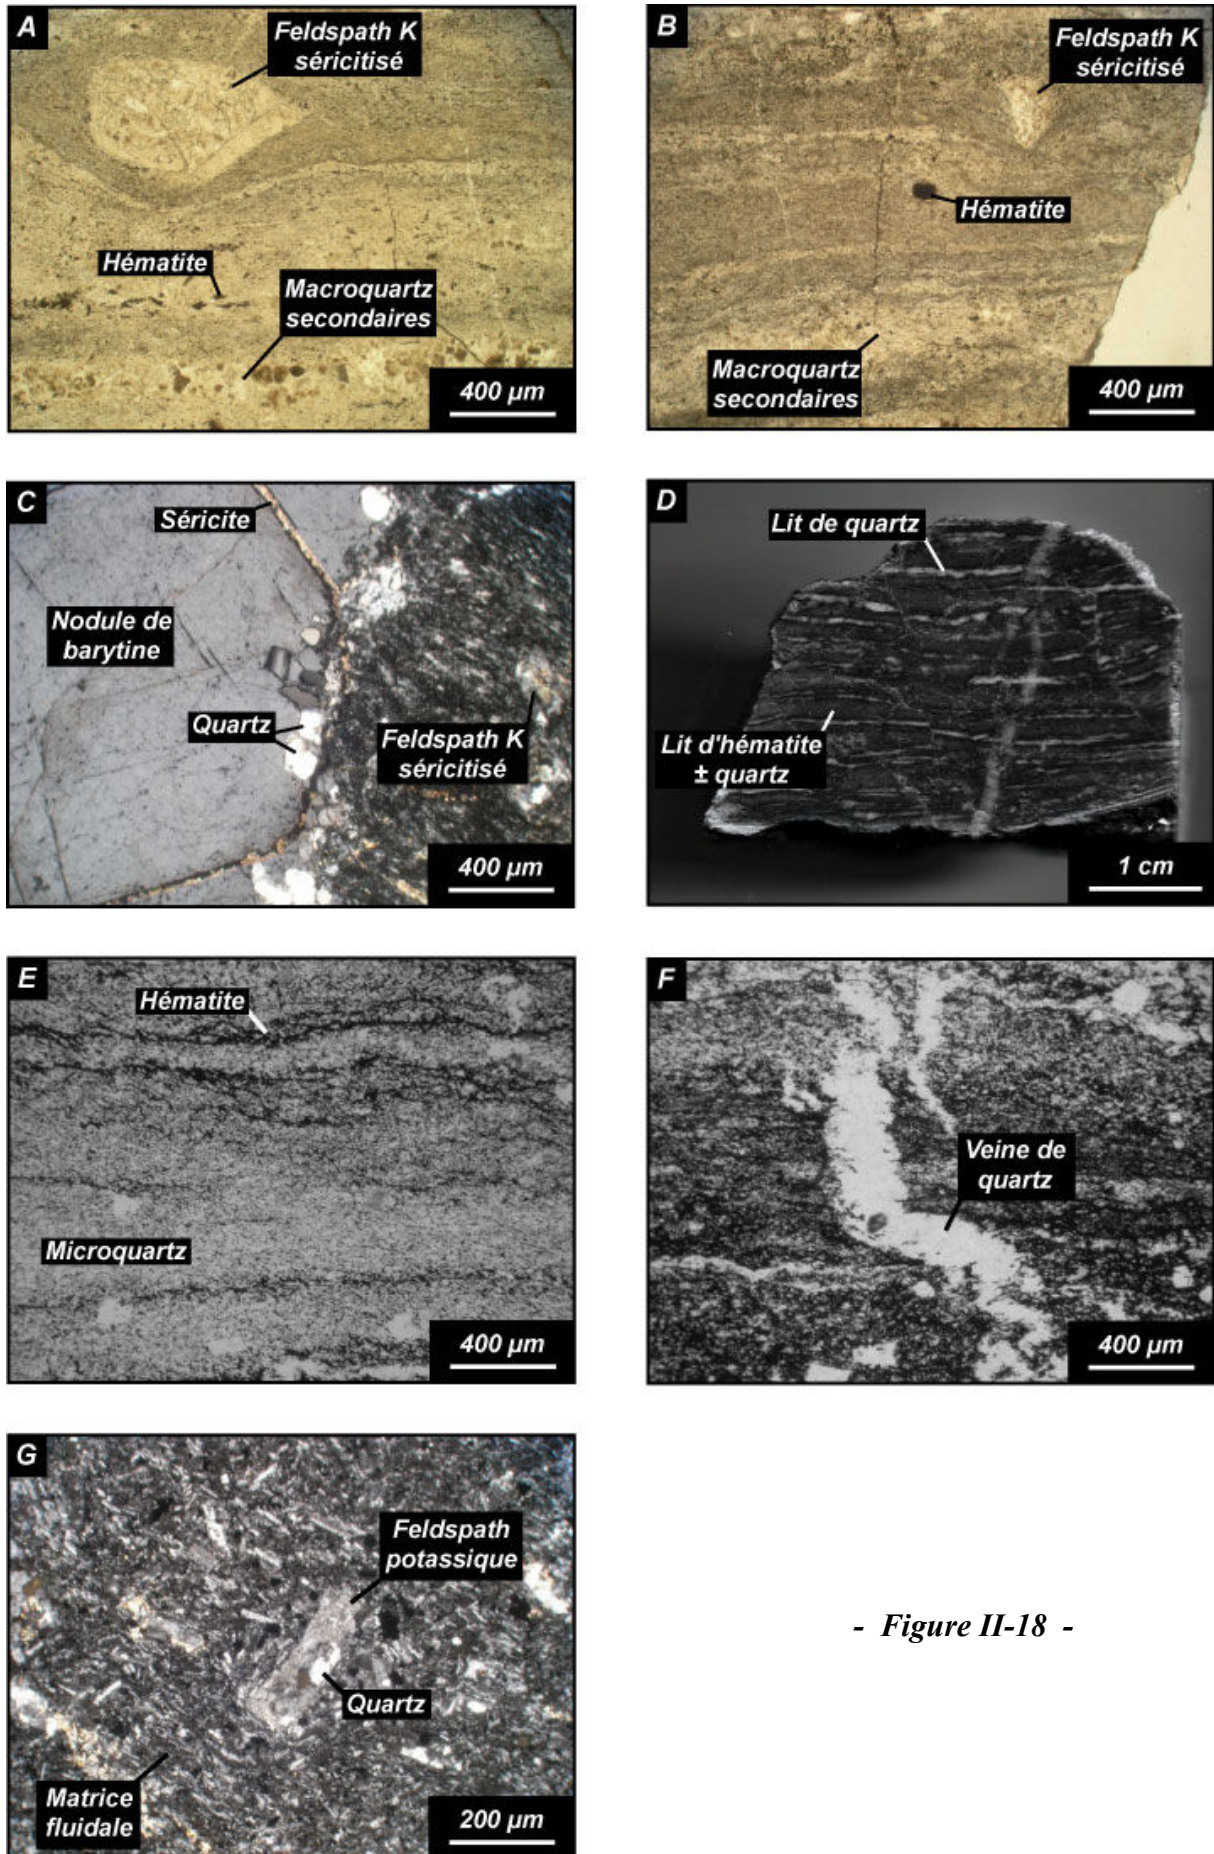 A
Feldspath K
séricitisé
Hématite
Macroquartz
secondaires
400 µm
B
Feldspath K
séricitisé
Hématite
Macroquartz
secondaires
400 µm
C
Séricite
Nodule de
barytine
Quartz
Feldspath K
séricitisé
400 µm
D
Lit de quartz
Lit d'hématite
± quartz
1 cm
E
Hématite
Microquartz
400 µm
F
Veine de
quartz
400 µm
G
Feldspath
potassique
Quartz
Matrice
fluidale
200 µm
- Figure II-18 -